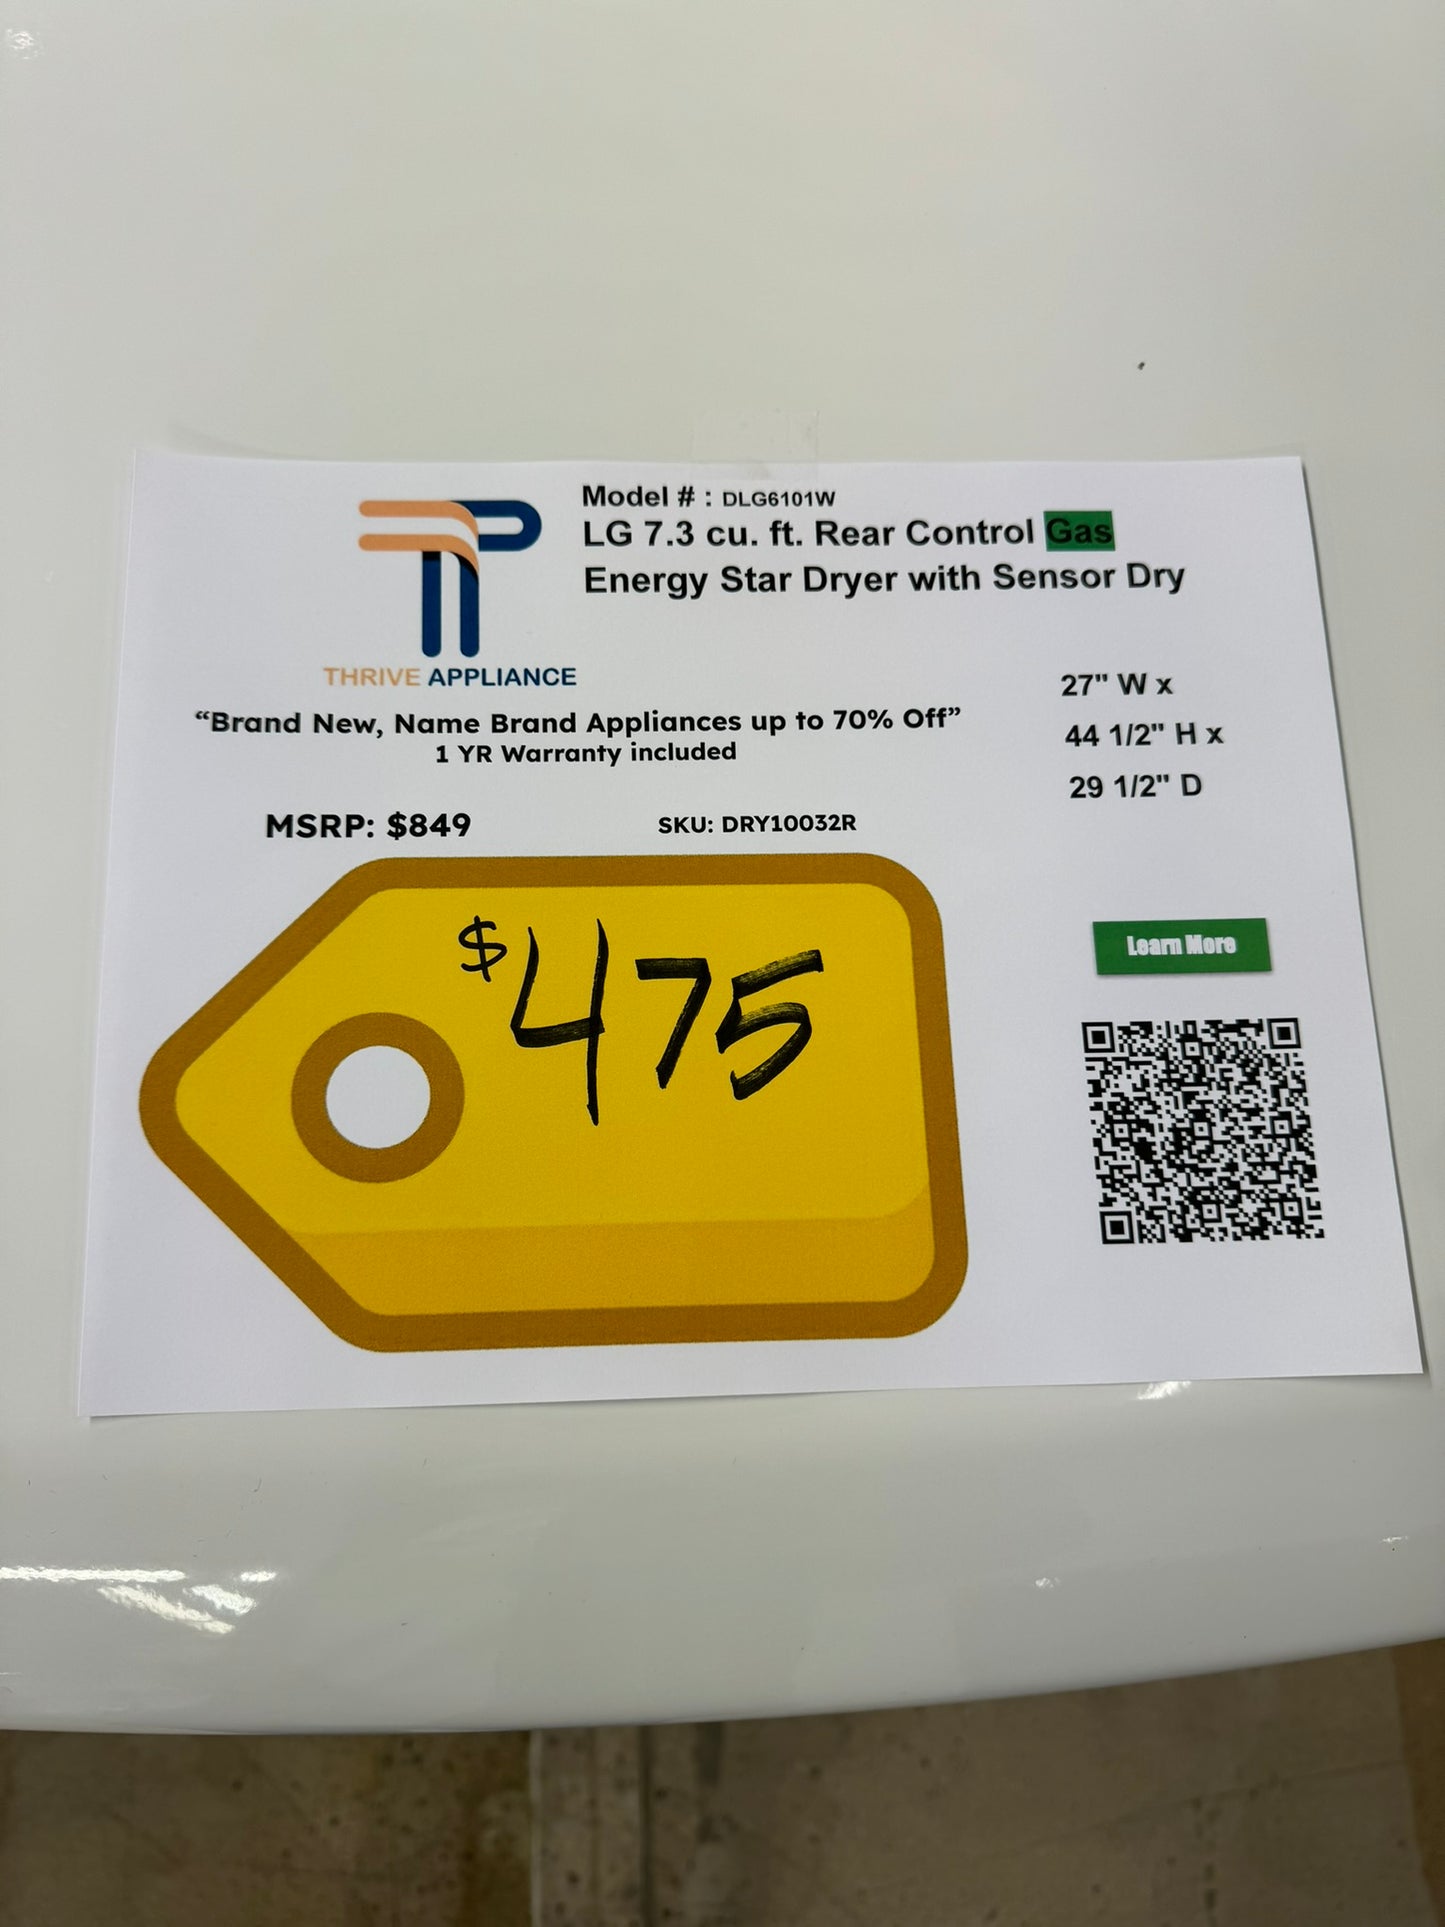 Model # : DLG6101W
LG 7.3 cu. ft. Rear Control Gas
Energy Star Dryer with Sensor Dry
THRIVE APPLIANCE
27" W x
44 1/2" H x
29 1/2" D
“Brand New, Name Brand Appliances up to 70% Off”
1 YR Warranty included
MSRP: $849
SKU: DRY10032R
$475
Learn More